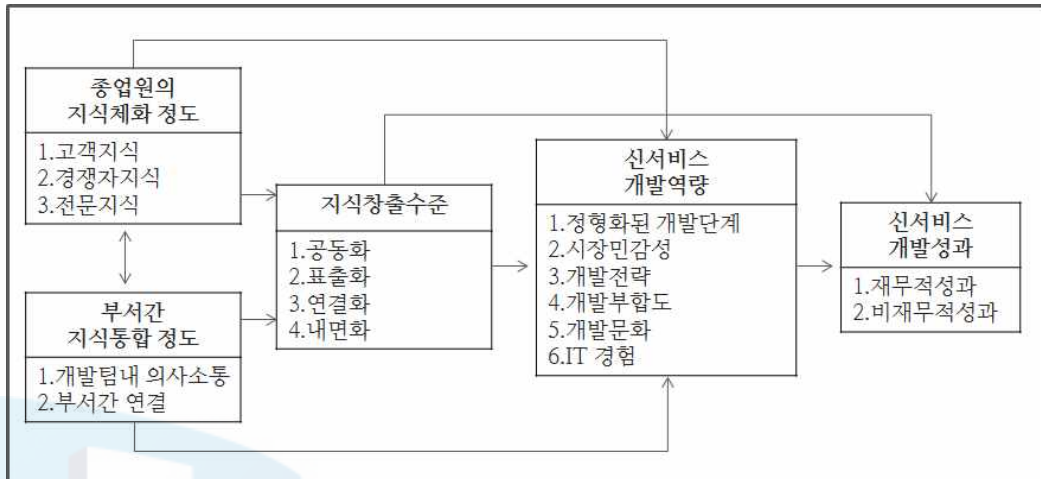 종업원의
지식체화 정도
1.고객지식
2.경쟁자지식
3.전문지식
부서간
지식통합 정도
1.개발팀내 의사소통
2.부서간 연결
지식창출수준
1.공동화
2.표출화
3.연결화
4.내면화
신서비스
개발역량
1.정형화된 개발단계
2.시장민감성
3.개발전략
4.개발부합도
5.개발문화
6.IT 경험
신서비스
개발성과
1.재무적성과
2.비재무적성과